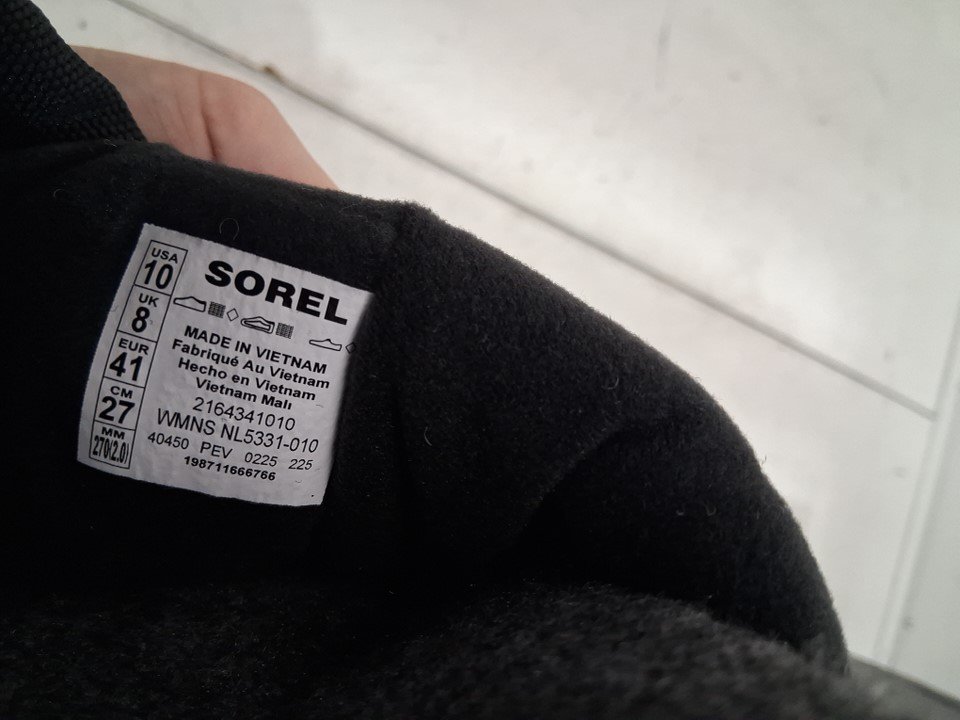 USA
10
UK
8
EUR
41
CM
27
MM
270(2.0)
SOREL
MADE IN VIETNAM
Fabriqué Au Vietnam
Hecho en Vietnam
Vietnam Malı
2164341010
WMNS NL5331-010
40450 PEV 0225 225
198711666766